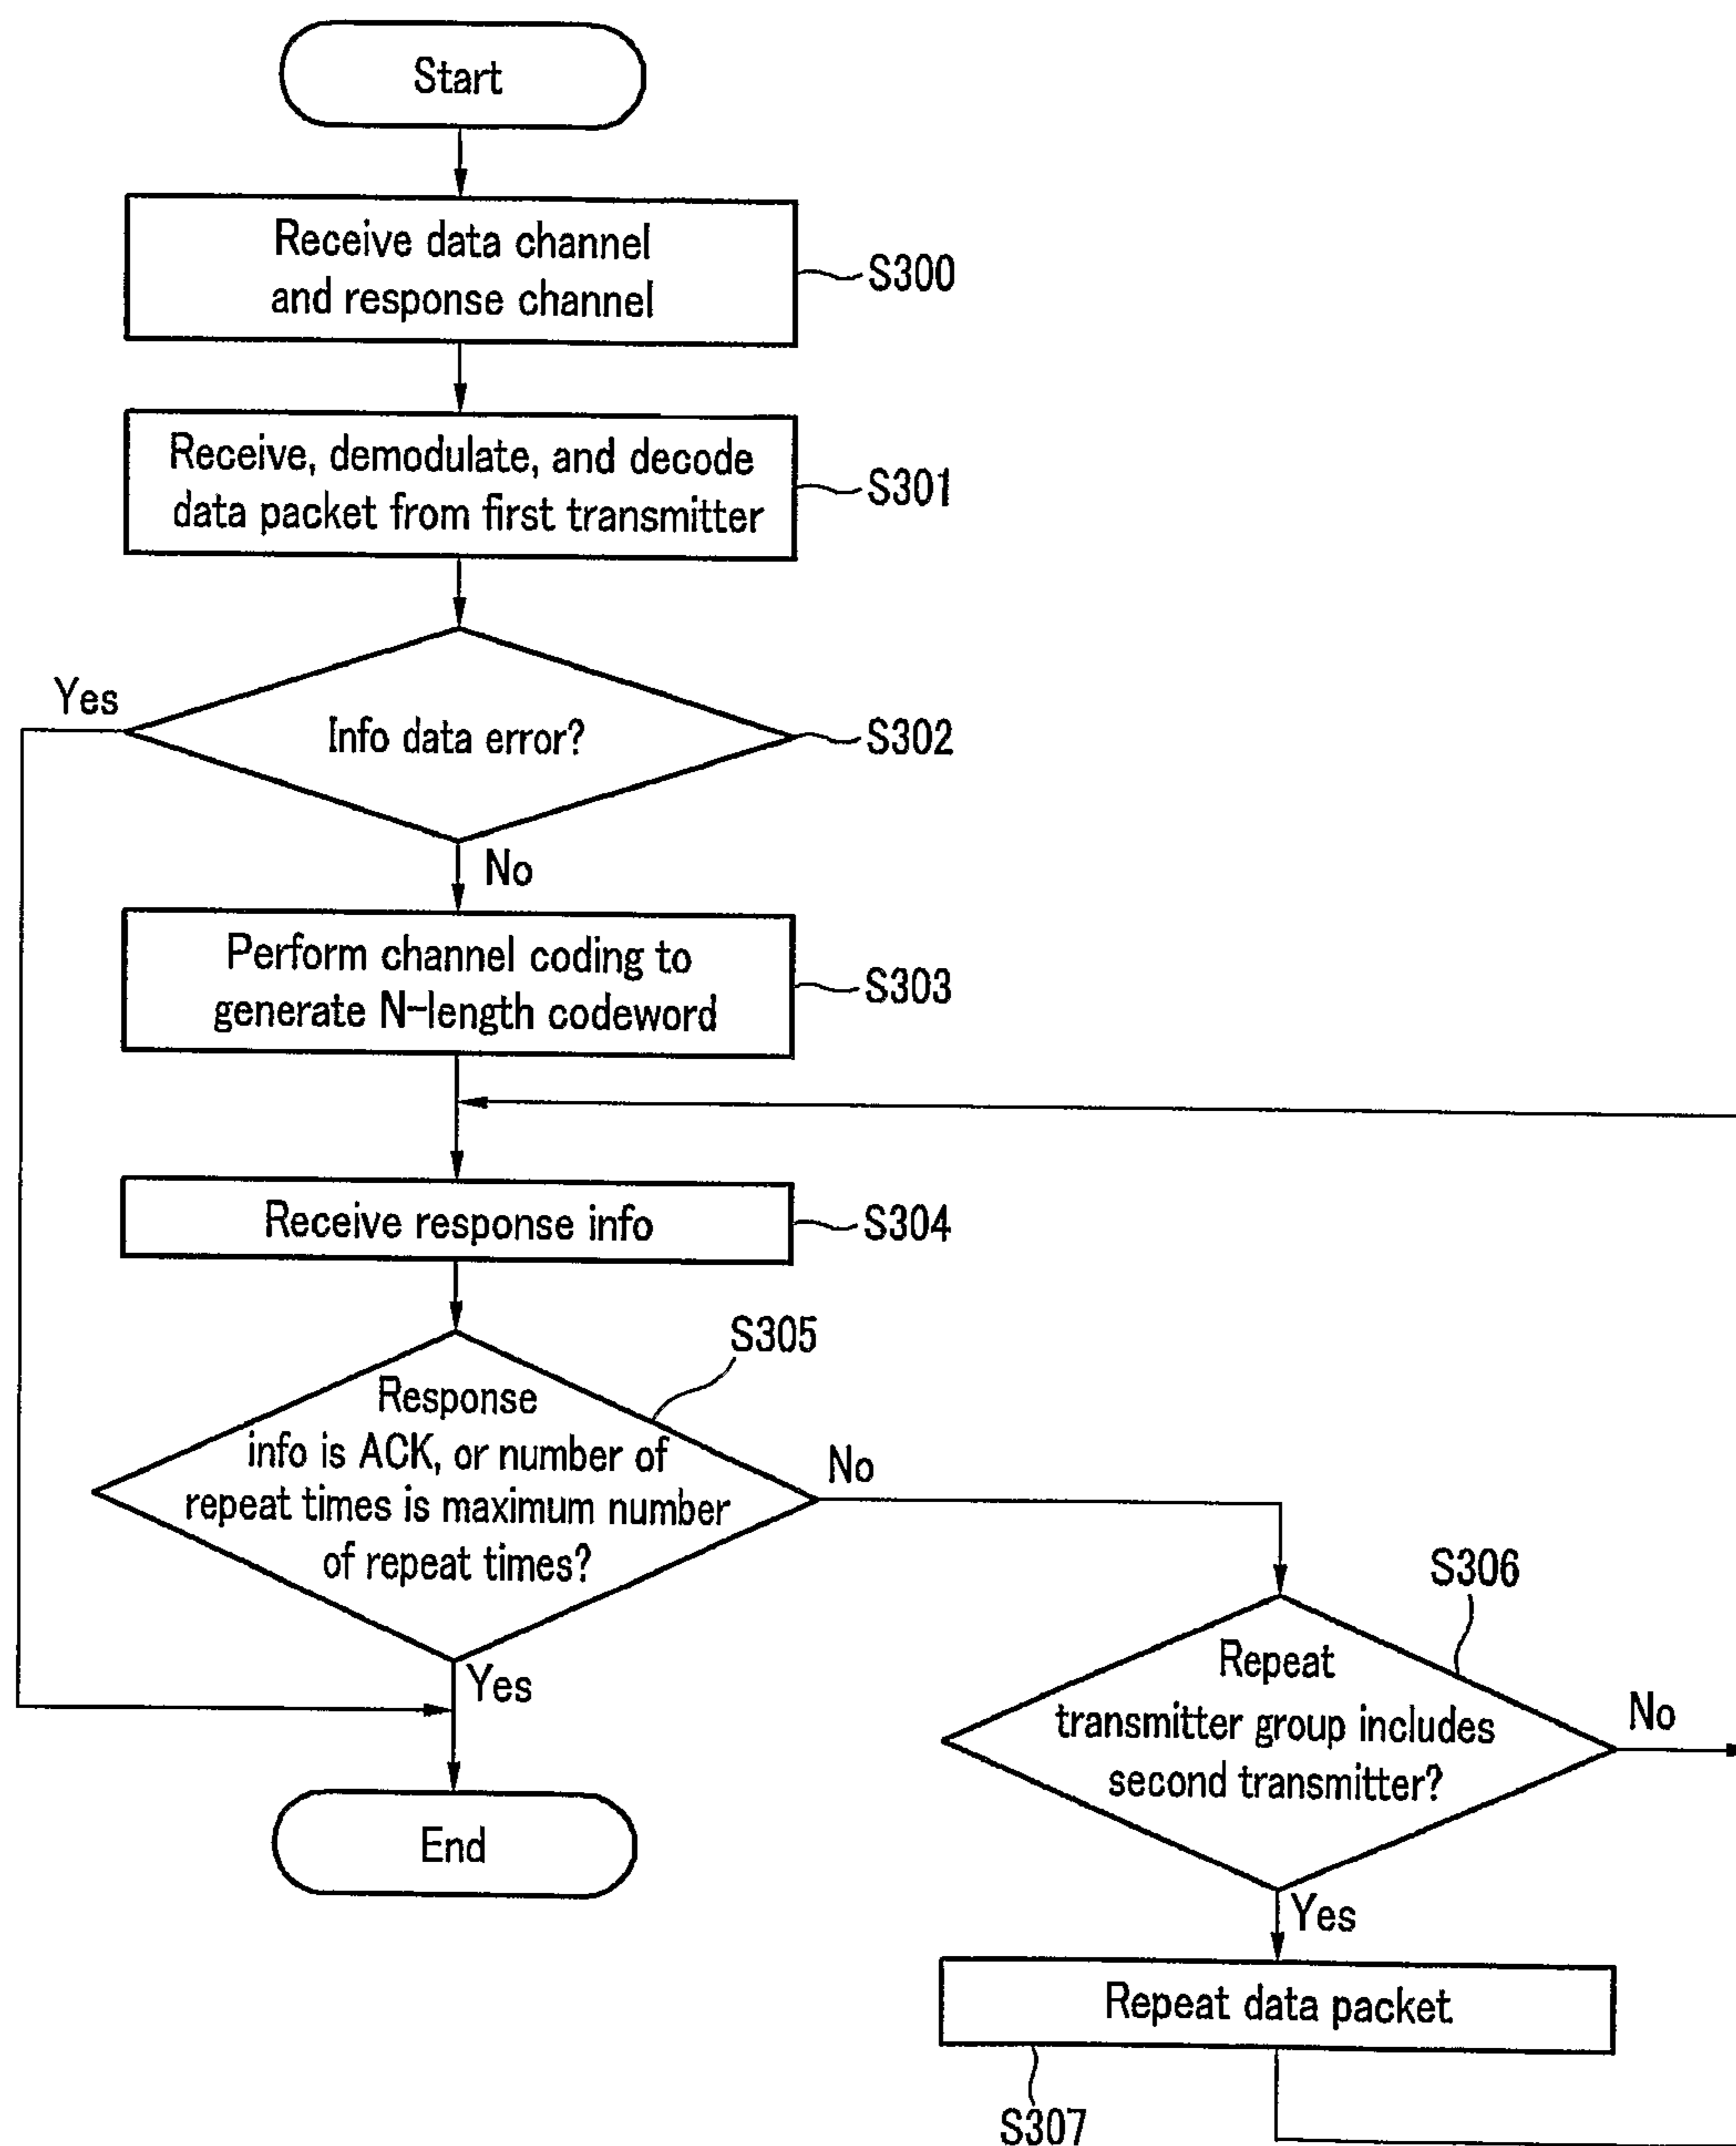 Start
Receive data channel
and response channel
S300
Receive, demodulate, and decode
data packet from first transmitter
S301
Yes
Info data error?
S302
No
Perform channel coding to
generate N-length codeword
S303
Receive response info
S304
S305
Response
info is ACK, or number of
repeat times is maximum number
of repeat times?
No
Yes
S306
Repeat
transmitter group includes
second transmitter?
No
Yes
End
Repeat data packet
S307